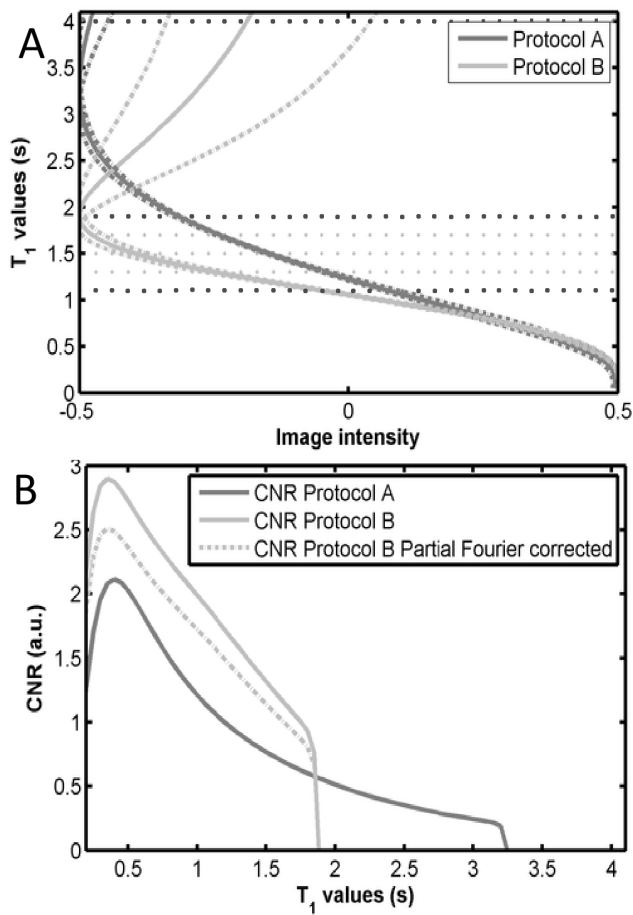 A
4
3.5
3
2.5
2
1.5
1
0.5
0
T1 values (s)
-0.5
0
0.5
Image intensity
Protocol A
Protocol B
B
3
2.5
2
1.5
1
0.5
0
CNR (a.u.)
0.5
1
1.5
2
2.5
3
3.5
4
T1 values (s)
CNR Protocol A
CNR Protocol B
CNR Protocol B Partial Fourier corrected